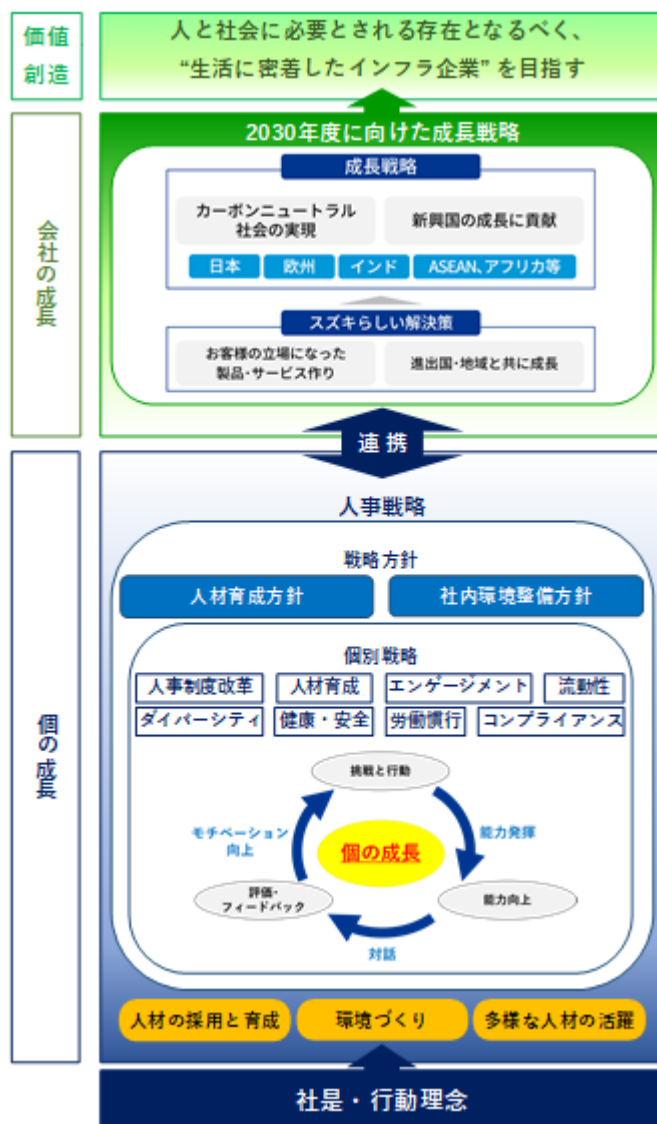 価値
創造
人と社会に必要とされる存在となるべく、
“生活に密着したインフラ企業” を目指す
会社の成長
2030年度に向けた成長戦略
成長戦略
カーボンニュートラル
社会の実現
新興国の成長に貢献
日本
欧州
インド
ASEAN、アフリカ等
スズキらしい解決策
お客様の立場になった
製品・サービス作り
進出国・地域と共に成長
連携
個の成長
人事戦略
戦略方針
人材育成方針
社内環境整備方針
個別戦略
人事制度改革
人材育成
エンゲージメント
流動性
ダイバーシティ
健康・安全
労働慣行
コンプライアンス
挑戦と行動
モチベーション
向上
能力発揮
個の成長
評価・
フィードバック
能力向上
対話
人材の採用と育成
環境づくり
多様な人材の活躍
社是・行動理念